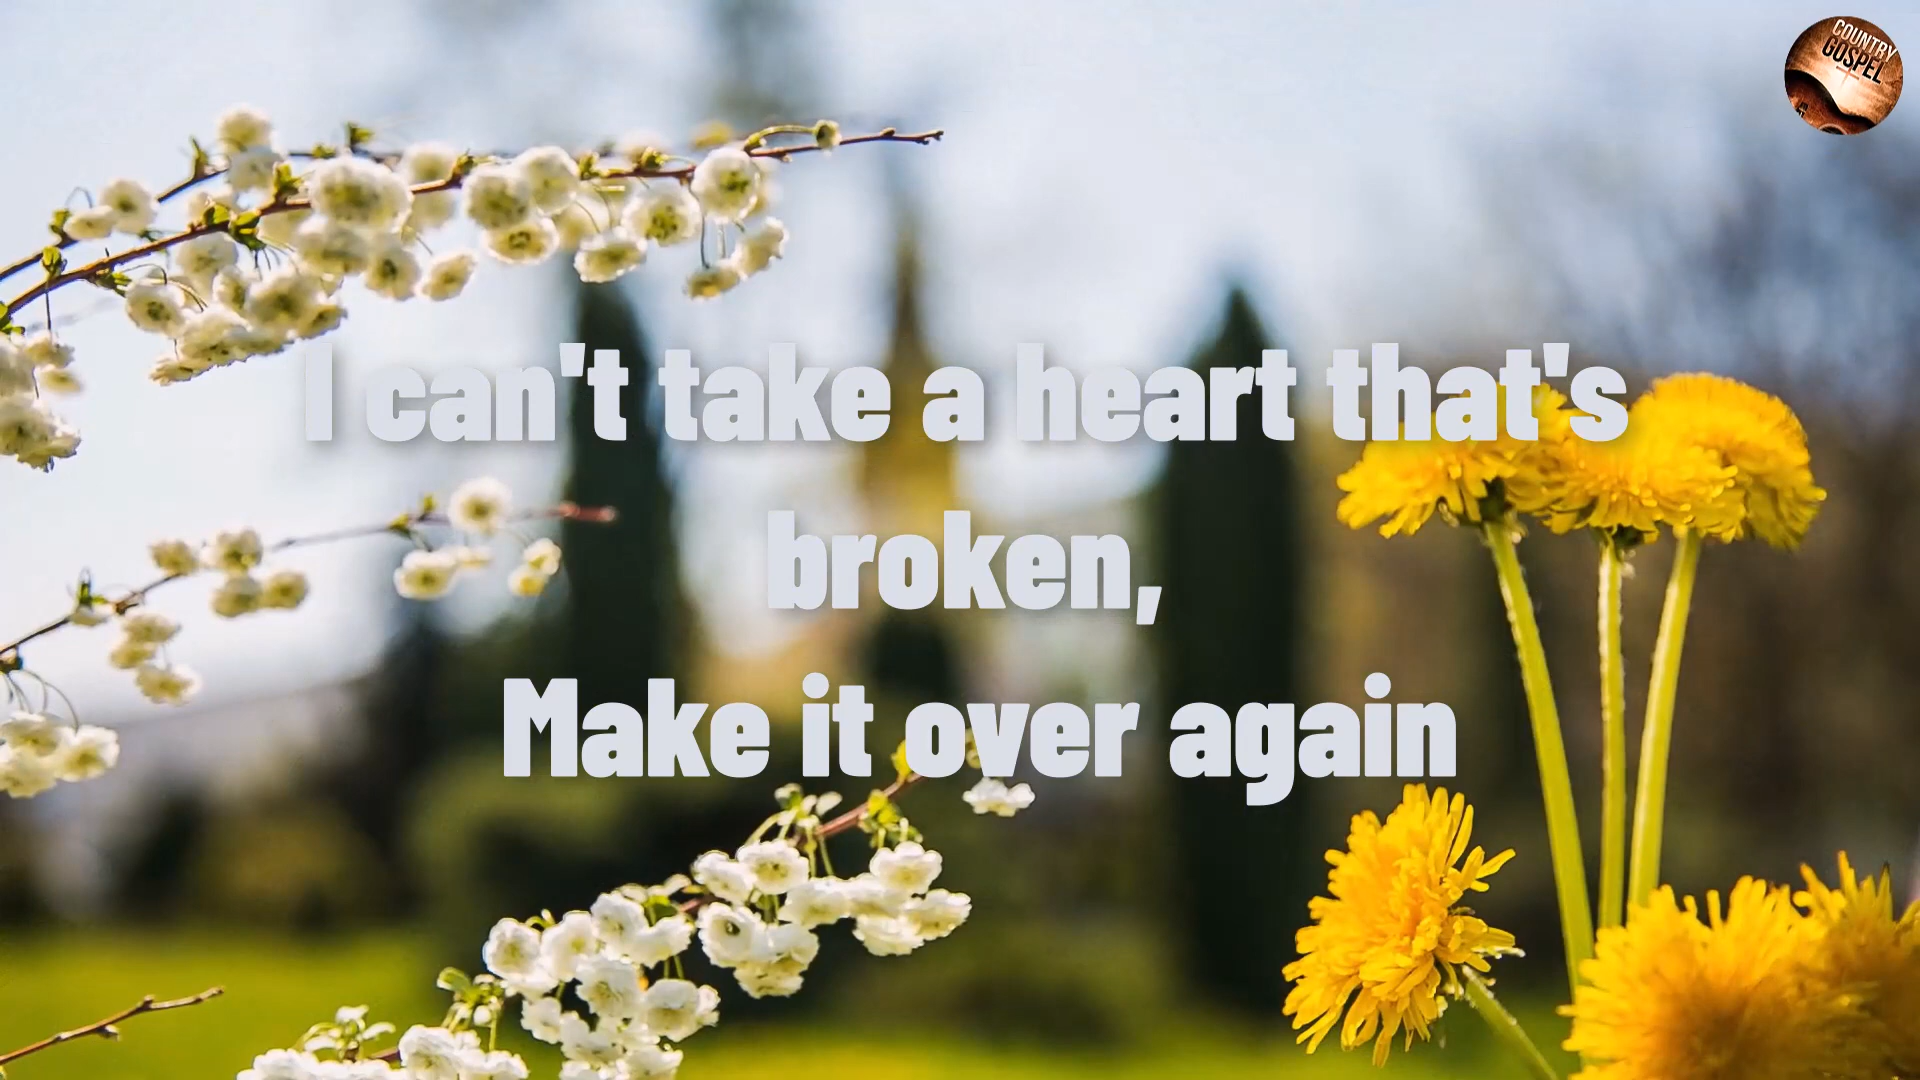 COUNTRY
GOSPEL
I can't take a heart that's
broken,
Make it over again